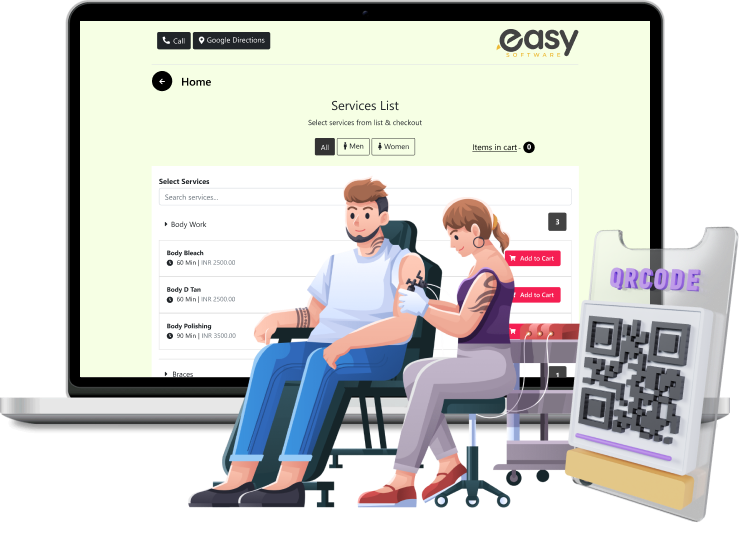 Call
Google Directions
easy
SOFTWARE
Home
Services List
Select services from list & checkout
All
Men
Women
Items in cart - 0
Select Services
Search services...
Body Work
3
Body Bleach
60 Min | INR 2500.00
Add to Cart
Body D Tan
60 Min | INR 2500.00
Add to Cart
Body Polishing
90 Min | INR 3500.00
Braces
1
QRCODE